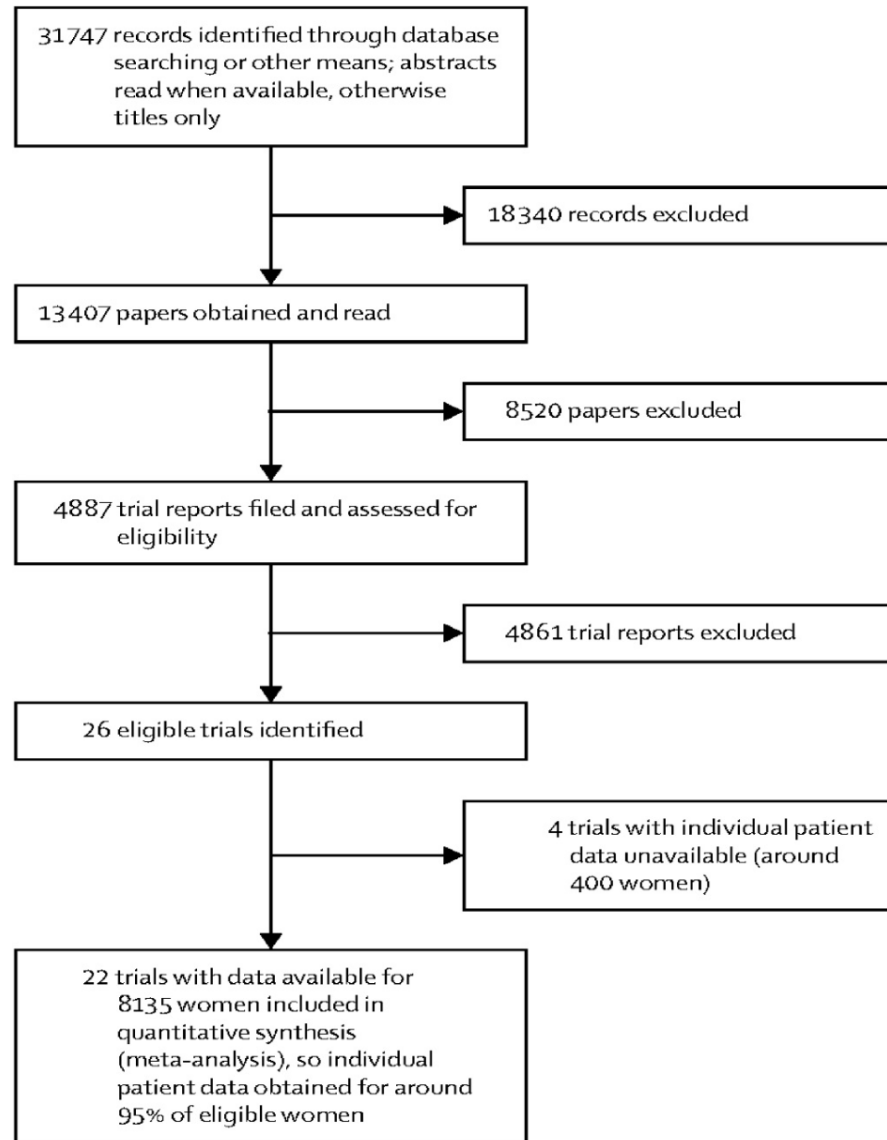 31747 records identified through database
searching or other means; abstracts
read when available, otherwise
titles only
18340 records excluded
13407 papers obtained and read
8520 papers excluded
4887 trial reports filed and assessed for
eligibility
4861 trial reports excluded
26 eligible trials identified
4 trials with individual patient
data unavailable (around
400 women)
22 trials with data available for
8135 women included in
quantitative synthesis
(meta-analysis), so individual
patient data obtained for around
95% of eligible women